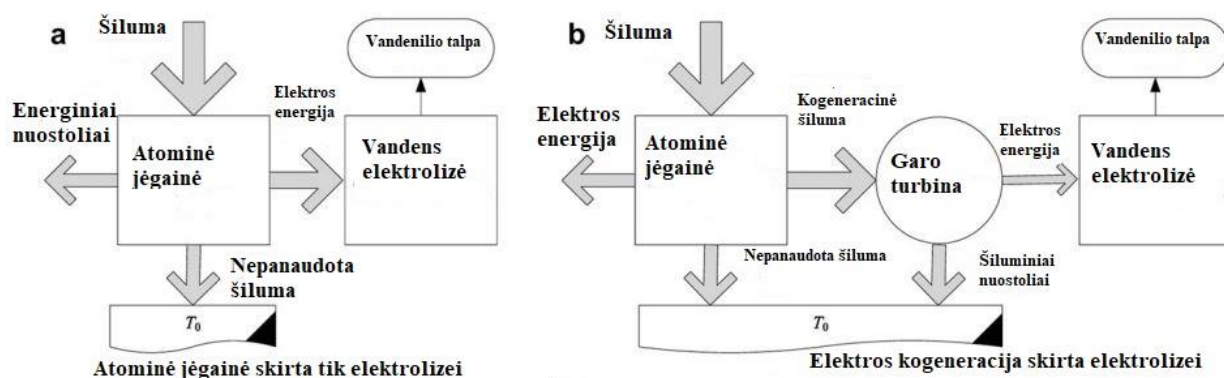 a
Šiluma
Vandenilio talpa
Energiniai
nuostoliai
Elektros
energija
Atominė
jėgainė
Vandens
elektrolizė
Nepanaudota
šiluma
T₀
Atominė jėgainė skirta tik elektrolizei
b
Šiluma
Vandenilio talpa
Elektros
energija
Kogeneracinė
šiluma
Elektros
energija
Atominė
jėgainė
Garo
turbina
Vandens
elektrolizė
Nepanaudota šiluma
Šiluminiai
nuostoliai
T₀
Elektros kogeneracija skirta elektrolizei